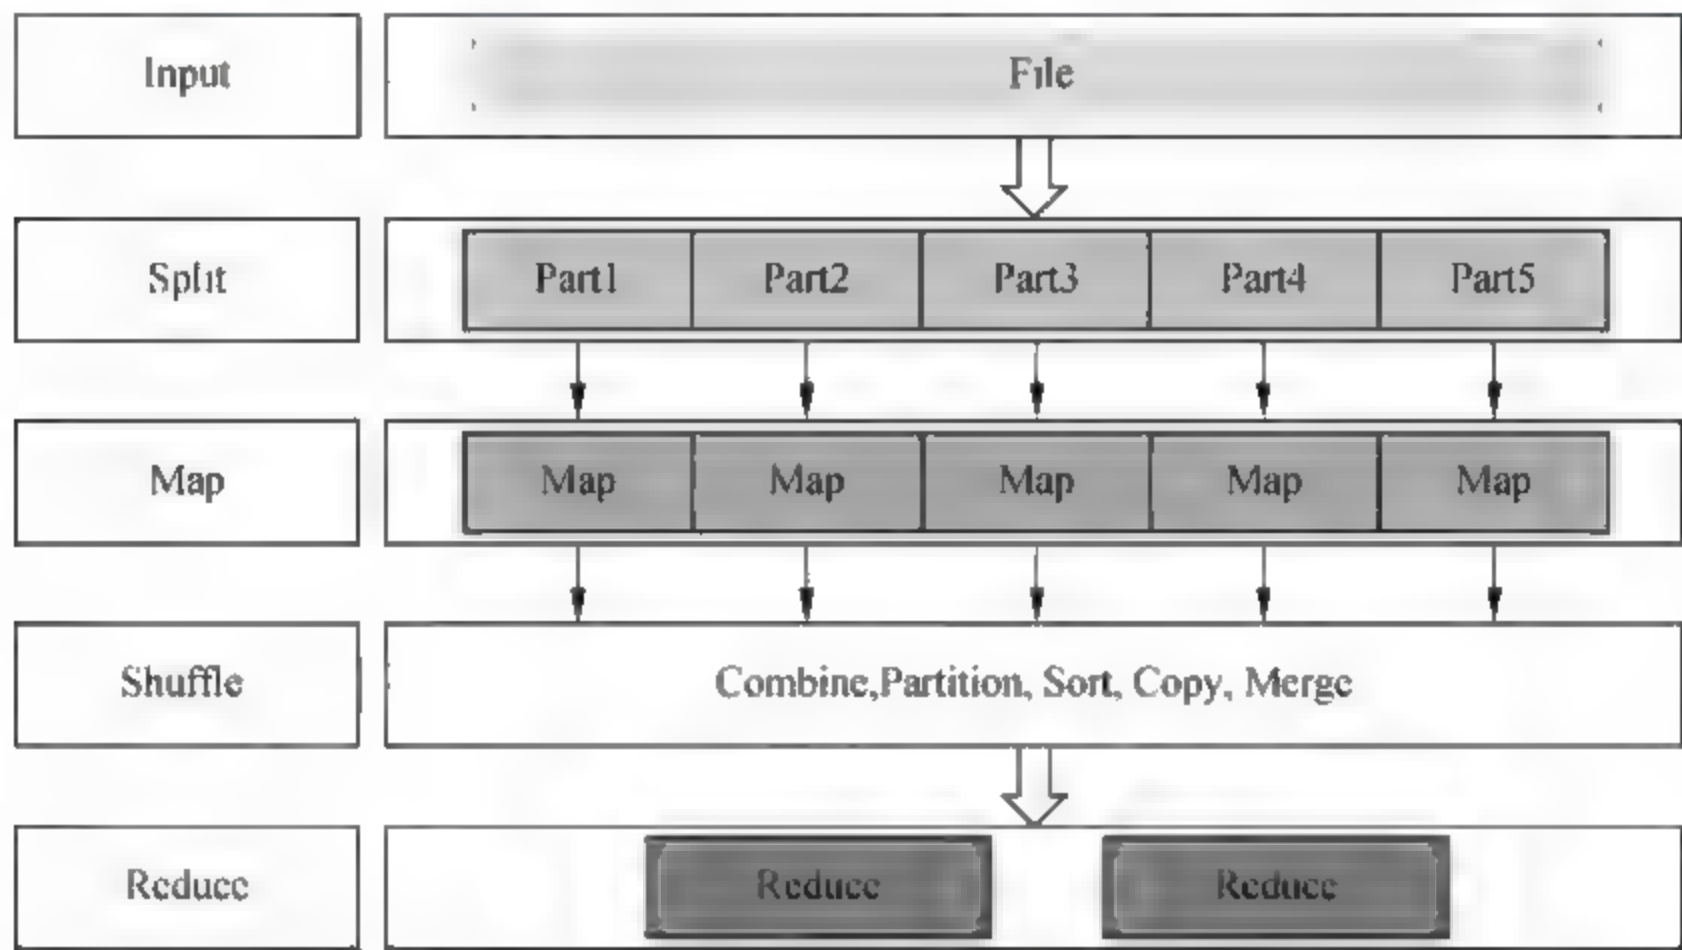 Input
File
Split
Part1 Part2 Part3 Part4 Part5
Map
Map Map Map Map Map
Shuffle
Combine,Partition, Sort, Copy, Merge
Reduce
Reduce Reduce